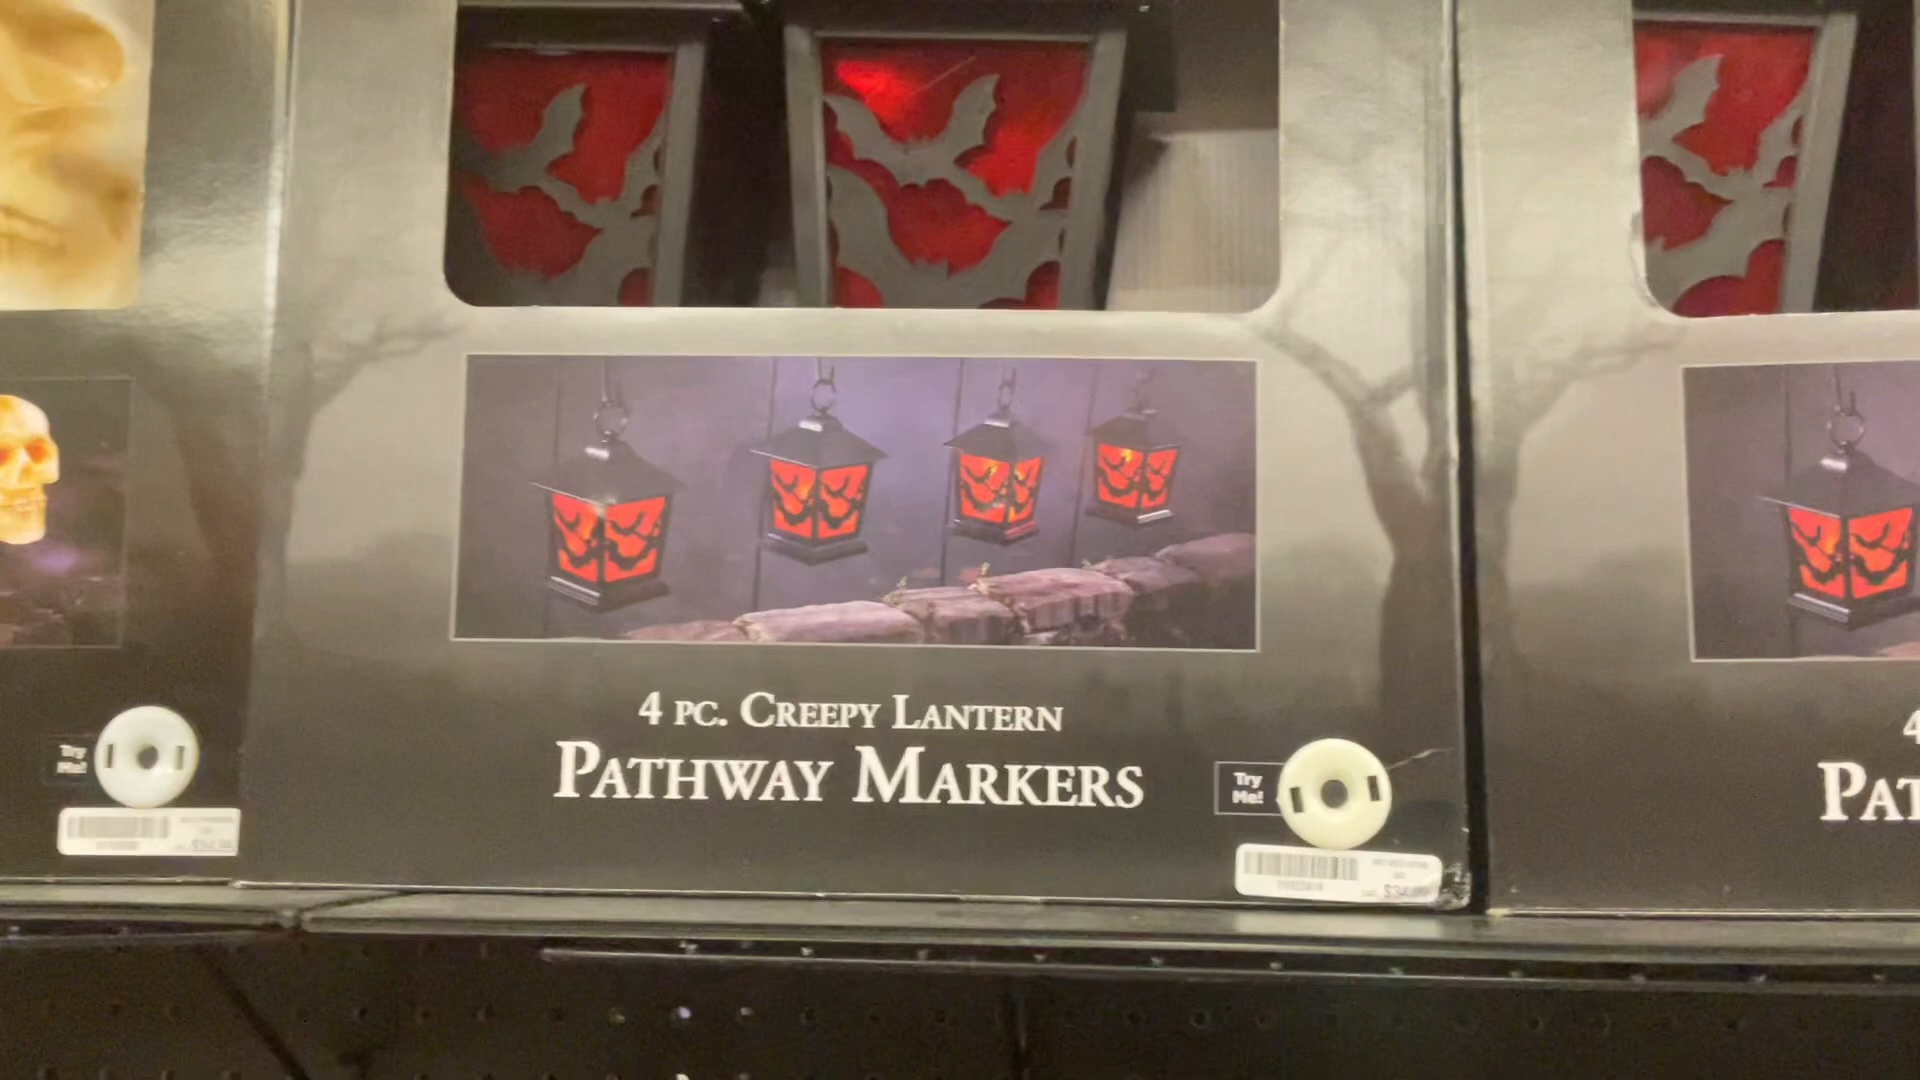 4 PC. CREEPY LANTERN
PATHWAY MARKERS
Try
Me!
Try
Me!
4
PAT